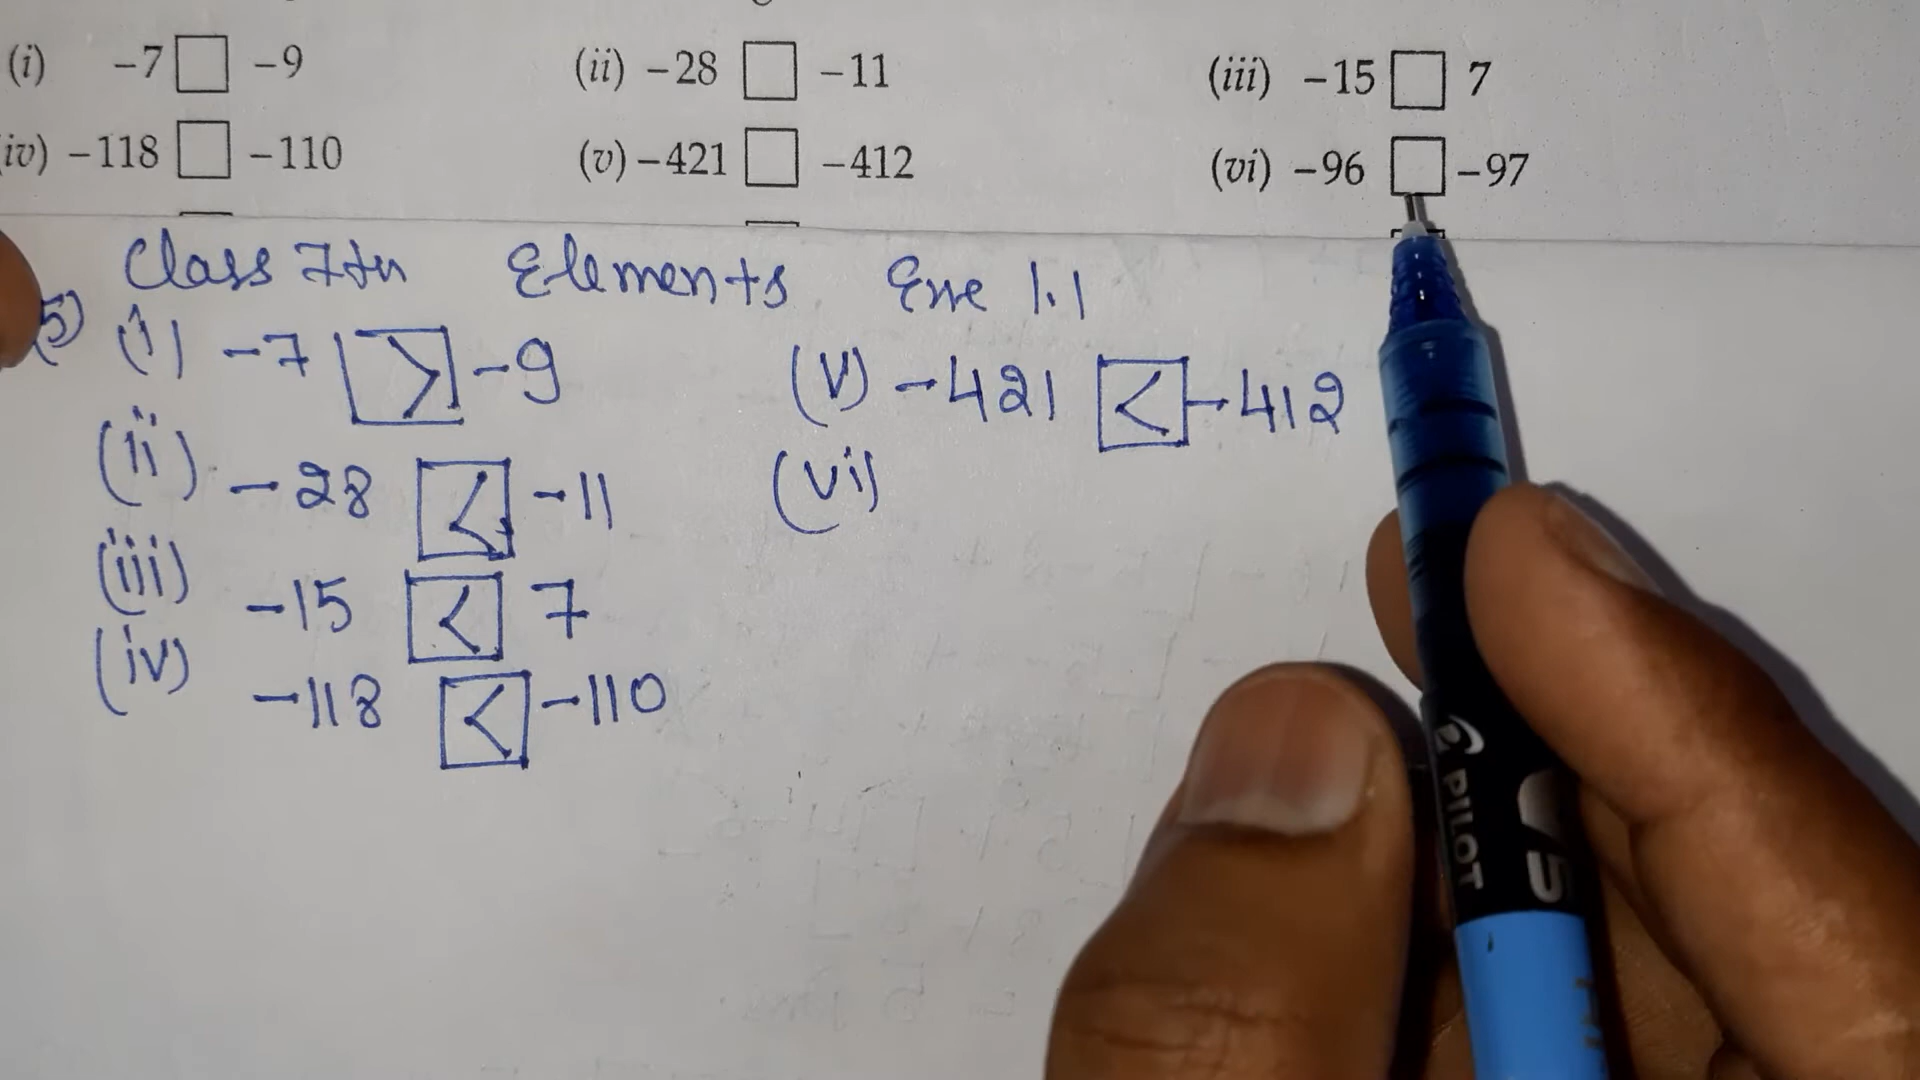 (i) -7 □ -9 (ii) -28 □ -11 (iii) -15 □ 7
iv) -118 □ -110 (v) -421 □ -412 (vi) -96 □ -97
Class 7th Elements Exe 1.1
5) (i) -7 > -9 (v) -421 < -412
(ii) -28 < -11 (vi)
(iii) -15 < 7
(iv) -118 < -110
PILOT V5